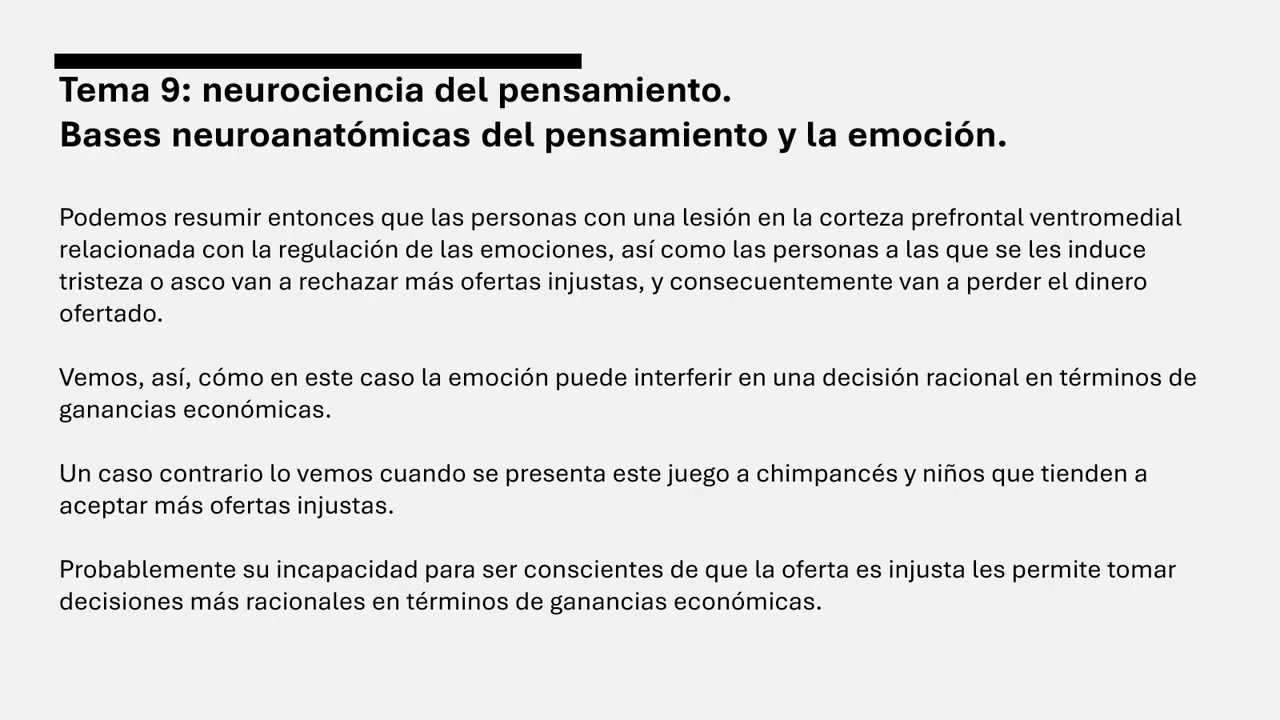 Tema 9: neurociencia del pensamiento.
Bases neuroanatómicas del pensamiento y la emoción.
Podemos resumir entonces que las personas con una lesión en la corteza prefrontal ventromedial
relacionada con la regulación de las emociones, así como las personas a las que se les induce
tristeza o asco van a rechazar más ofertas injustas, y consecuentemente van a perder el dinero
ofertado.
Vemos, así, cómo en este caso la emoción puede interferir en una decisión racional en términos de
ganancias económicas.
Un caso contrario lo vemos cuando se presenta este juego a chimpancés y niños que tienden a
aceptar más ofertas injustas.
Probablemente su incapacidad para ser conscientes de que la oferta es injusta les permite tomar
decisiones más racionales en términos de ganancias económicas.